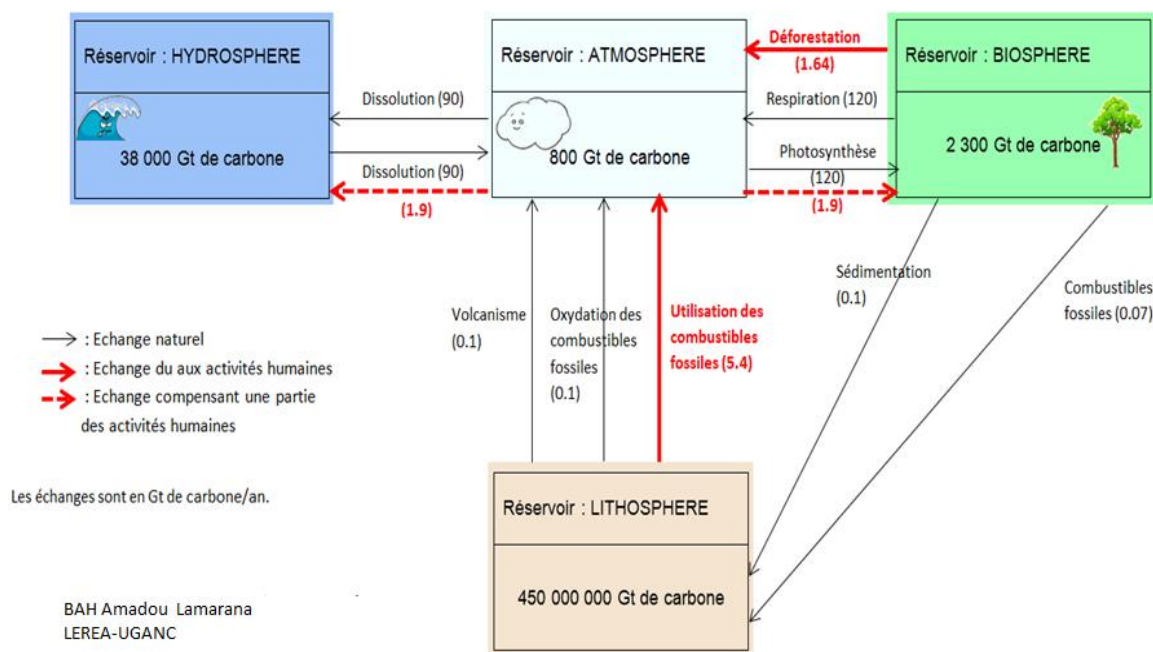 Réservoir : HYDROSPHERE
38 000 Gt de carbone
Dissolution (90)
Dissolution (90)
(1.9)
Réservoir : ATMOSPHERE
800 Gt de carbone
Déforestation
(1.64)
Respiration (120)
Photosynthèse
(120)
(1.9)
Réservoir : BIOSPHERE
2 300 Gt de carbone
Volcanisme
(0.1)
Oxydation des
combustibles
fossiles
(0.1)
Utilisation des
combustibles
fossiles (5.4)
Sédimentation
(0.1)
Combustibles
fossiles (0.07)
: Echange naturel
: Echange du aux activités humaines
: Echange compensant une partie
des activités humaines
Les échanges sont en Gt de carbone/an.
Réservoir : LITHOSPHERE
450 000 000 Gt de carbone
BAH Amadou Lamarana
LEREA-UGANC